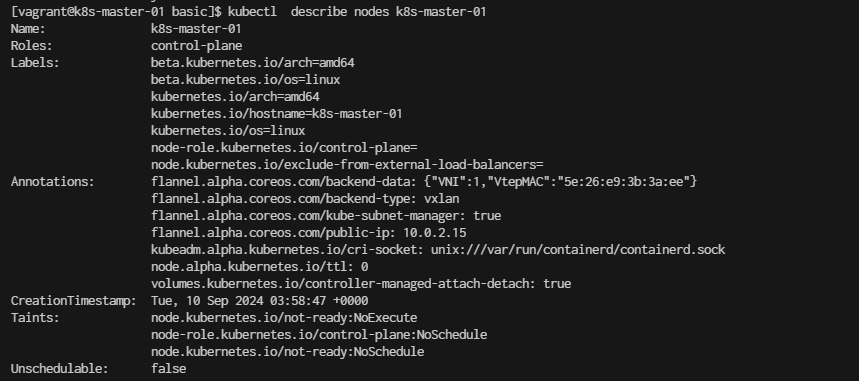 [vagrant@k8s-master-01 basic]$ kubectl  describe nodes k8s-master-01
Name:               k8s-master-01
Roles:              control-plane
Labels:             beta.kubernetes.io/arch=amd64
                    beta.kubernetes.io/os=linux
                    kubernetes.io/arch=amd64
                    kubernetes.io/hostname=k8s-master-01
                    kubernetes.io/os=linux
                    node-role.kubernetes.io/control-plane=
                    node.kubernetes.io/exclude-from-external-load-balancers=
Annotations:        flannel.alpha.coreos.com/backend-data: {"VNI":1,"VtepMAC":"5e:26:e9:3b:3a:ee"}
                    flannel.alpha.coreos.com/backend-type: vxlan
                    flannel.alpha.coreos.com/kube-subnet-manager: true
                    flannel.alpha.coreos.com/public-ip: 10.0.2.15
                    kubeadm.alpha.kubernetes.io/cri-socket: unix:///var/run/containerd/containerd.sock
                    node.alpha.kubernetes.io/ttl: 0
                    volumes.kubernetes.io/controller-managed-attach-detach: true
CreationTimestamp:  Tue, 10 Sep 2024 03:58:47 +0000
Taints:             node.kubernetes.io/not-ready:NoExecute
                    node-role.kubernetes.io/control-plane:NoSchedule
                    node.kubernetes.io/not-ready:NoSchedule
Unschedulable:      false